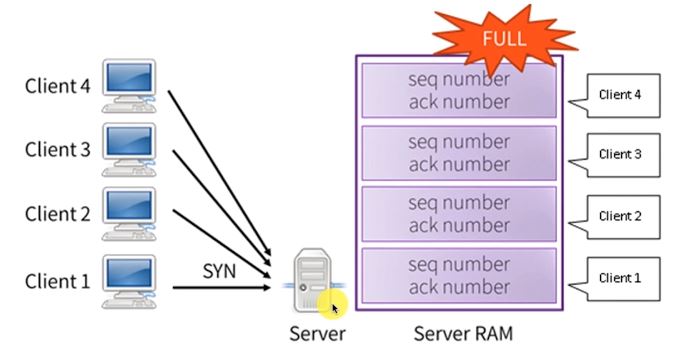 FULL
Client 4
seq number
ack number
Client 4
Client 3
seq number
ack number
Client 3
Client 2
seq number
ack number
Client 2
Client 1
SYN
seq number
ack number
Client 1
Server
Server RAM